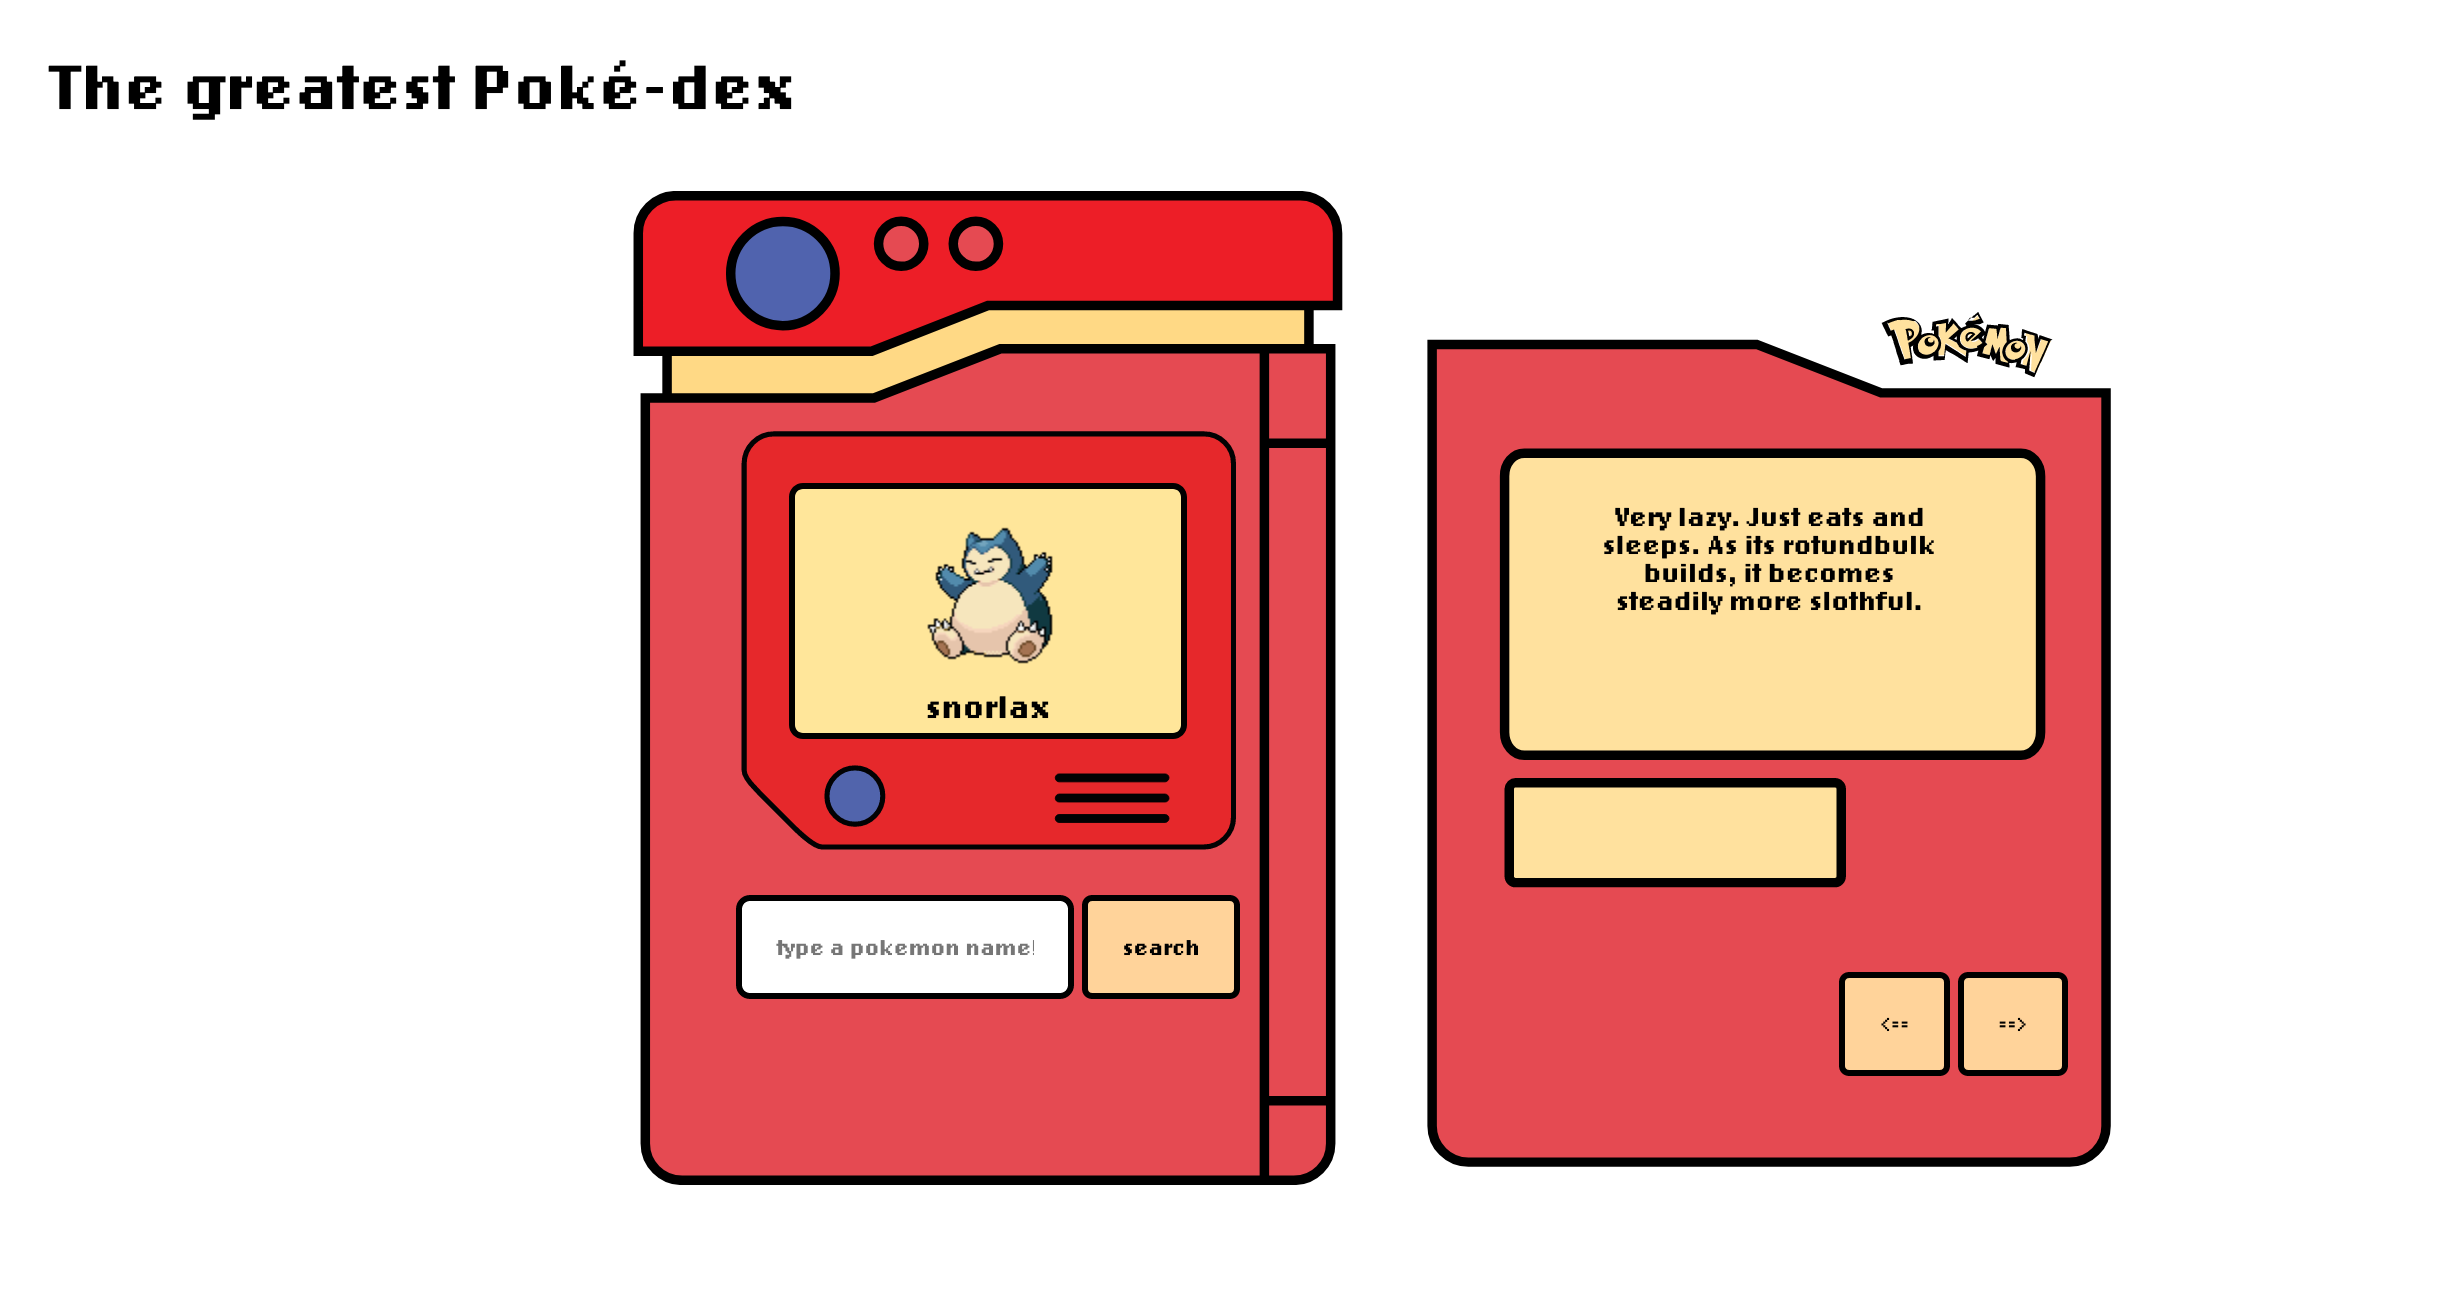 The greatest Poké-dex
POKéMON
snorlax
type a pokemon name!
search
Very lazy. Just eats and
sleeps. As its rotundbulk
builds, it becomes
steadily more slothful.
<==
==>